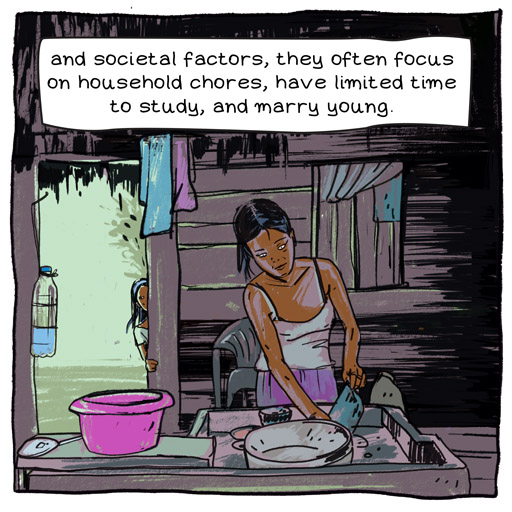 and societal factors, they often focus
on household chores, have limited time
to study, and marry young.